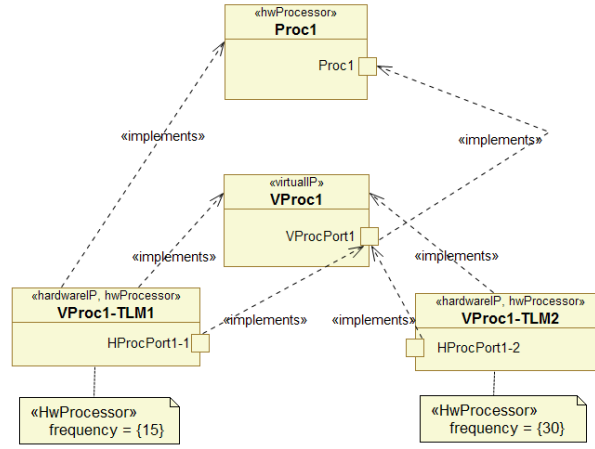 «hwProcessor»
Proc1
Proc1
«implements»
«implements»
«virtualIP»
VProc1
VProcPort1
«implements»
«implements»
«hardwareIP, hwProcessor»
VProc1-TLM1
HProcPort1-1
«implements»
«implements»
«hardwareIP, hwProcessor»
VProc1-TLM2
HProcPort1-2
«HwProcessor»
frequency = {15}
«HwProcessor»
frequency = {30}